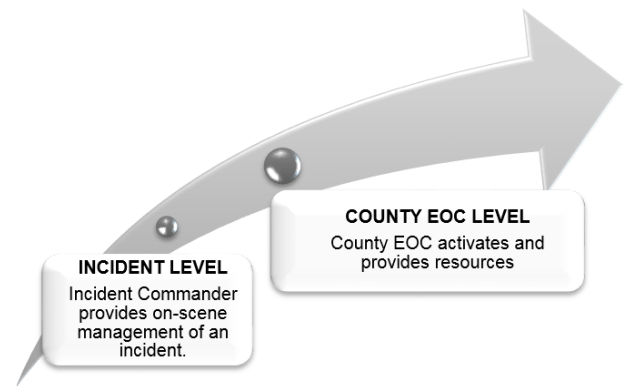 INCIDENT LEVEL
Incident Commander
provides on-scene
management of an
incident.
COUNTY EOC LEVEL
County EOC activates and
provides resources